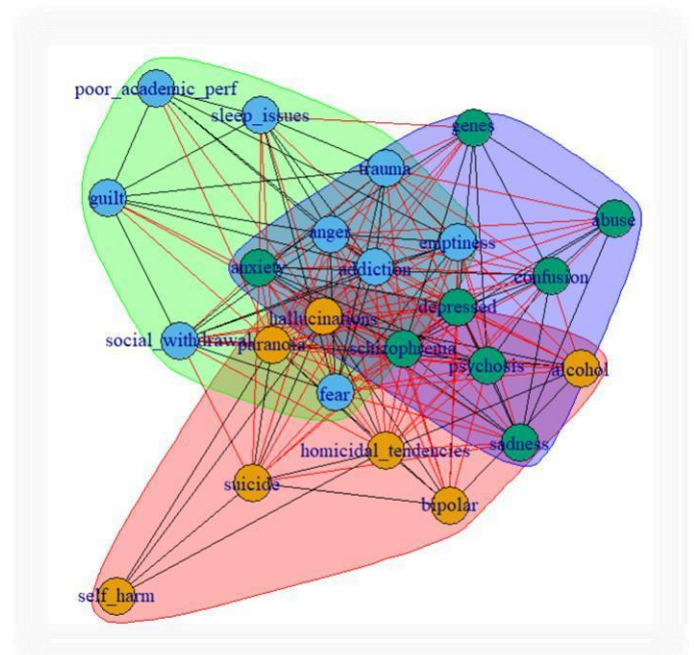 poor_academic_perf
sleep_issues
genes
trauma
guilt
abuse
anger
emptiness
anxiety
addiction
confusion
depressed
hallucinations
social_withdrawal
paranoia
schizophrenia
psychosis
alcohol
fear
sadness
homicidal_tendencies
suicide
bipolar
self_harm